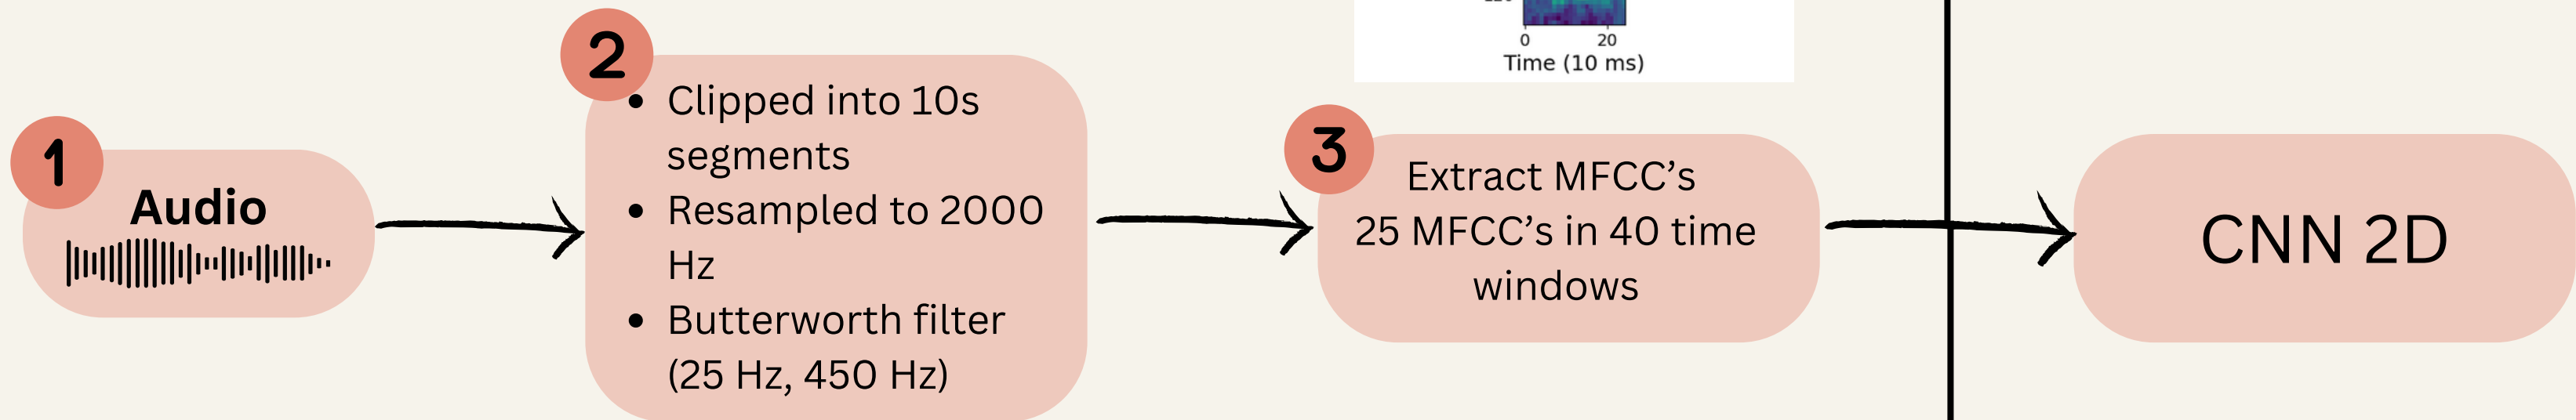 1
Audio
2
• Clipped into 10s
segments
• Resampled to 2000
Hz
• Butterworth filter
(25 Hz, 450 Hz)
0 20
Time (10 ms)
3
Extract MFCC’s
25 MFCC’s in 40 time
windows
CNN 2D